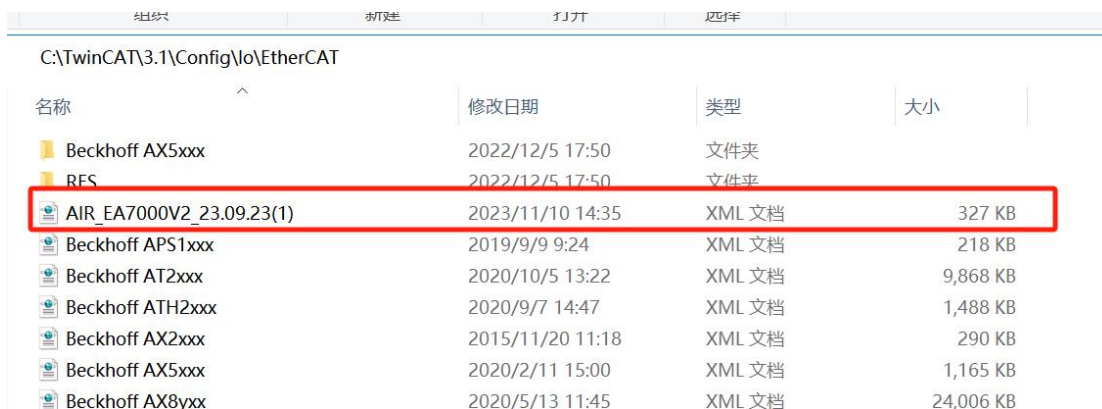 组织 新建 打开 选择
C:\TwinCAT\3.1\Config\Io\EtherCAT
名称 修改日期 类型 大小
Beckhoff AX5xxx 2022/12/5 17:50 文件夹
RES 2022/12/5 17:50 文件夹
AIR_EA7000V2_23.09.23(1) 2023/11/10 14:35 XML 文档 327 KB
Beckhoff APS1xxx 2019/9/9 9:24 XML 文档 218 KB
Beckhoff AT2xxx 2020/10/5 13:22 XML 文档 9,868 KB
Beckhoff ATH2xxx 2020/9/7 14:47 XML 文档 1,488 KB
Beckhoff AX2xxx 2015/11/20 11:18 XML 文档 290 KB
Beckhoff AX5xxx 2020/2/11 15:00 XML 文档 1,165 KB
Beckhoff AX8yxx 2020/5/13 11:45 XML 文档 24,006 KB